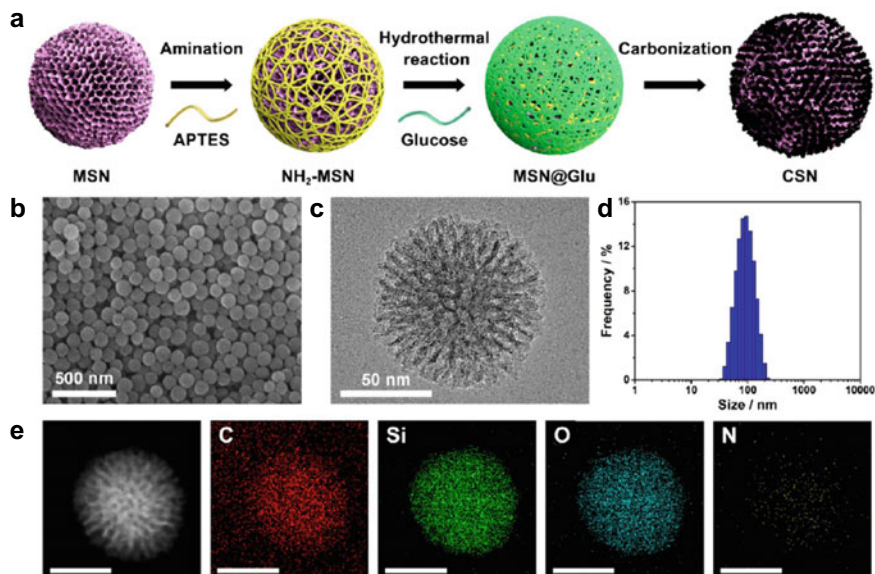 a
Amination
Hydrothermal
reaction
Carbonization
APTES
Glucose
MSN
NH₂-MSN
MSN@Glu
CSN
b
500 nm
c
50 nm
d
Frequency / %
16
12
8
4
0
1
10
100
1000
10000
Size / nm
e
C
Si
O
N